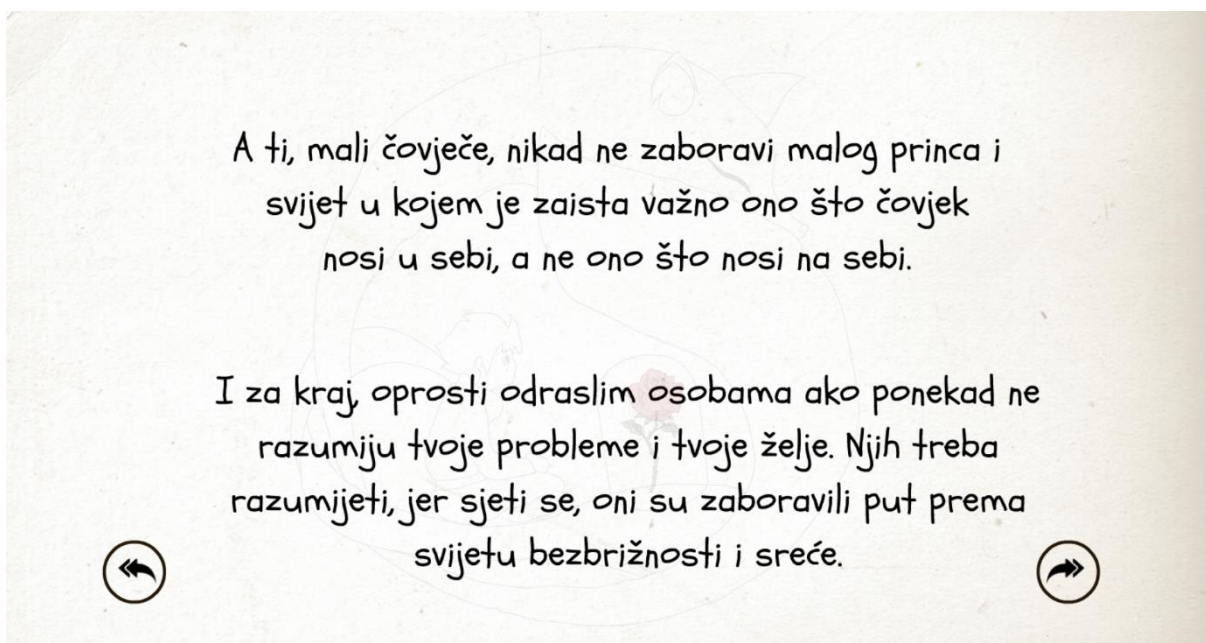 A ti, mali čovječe, nikad ne zaboravi malog princa i
svijet u kojem je zaista važno ono što čovjek
nosi u sebi, a ne ono što nosi na sebi.
I za kraj, oprosti odraslim osobama ako ponekad ne
razumiju tvoje probleme i tvoje želje. Njih treba
razumijeti, jer sjeti se, oni su zaboravili put prema
svijetu bezbrižnosti i sreće.